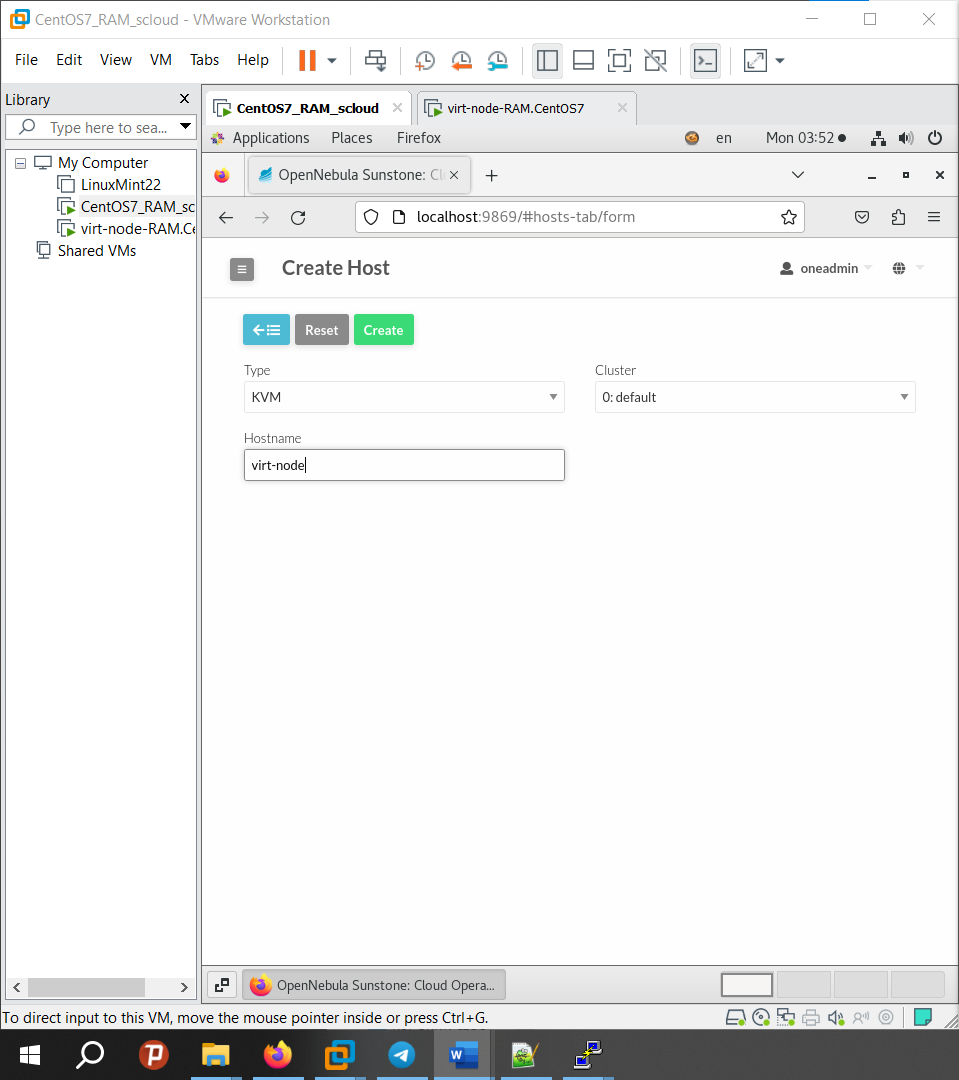 CentOS7_RAM_scloud - VMware Workstation
File Edit View VM Tabs Help
Library
Type here to sea...
My Computer
LinuxMint22
CentOS7_RAM_sc
virt-node-RAM.Ce
Shared VMs
CentOS7_RAM_scloud
virt-node-RAM.CentOS7
Applications Places Firefox
en
Mon 03:52
OpenNebula Sunstone: Cl
localhost:9869/#hosts-tab/form
Create Host
oneadmin
Reset
Create
Type
KVM
Cluster
0: default
Hostname
virt-node
OpenNebula Sunstone: Cloud Opera...
To direct input to this VM, move the mouse pointer inside or press Ctrl+G.